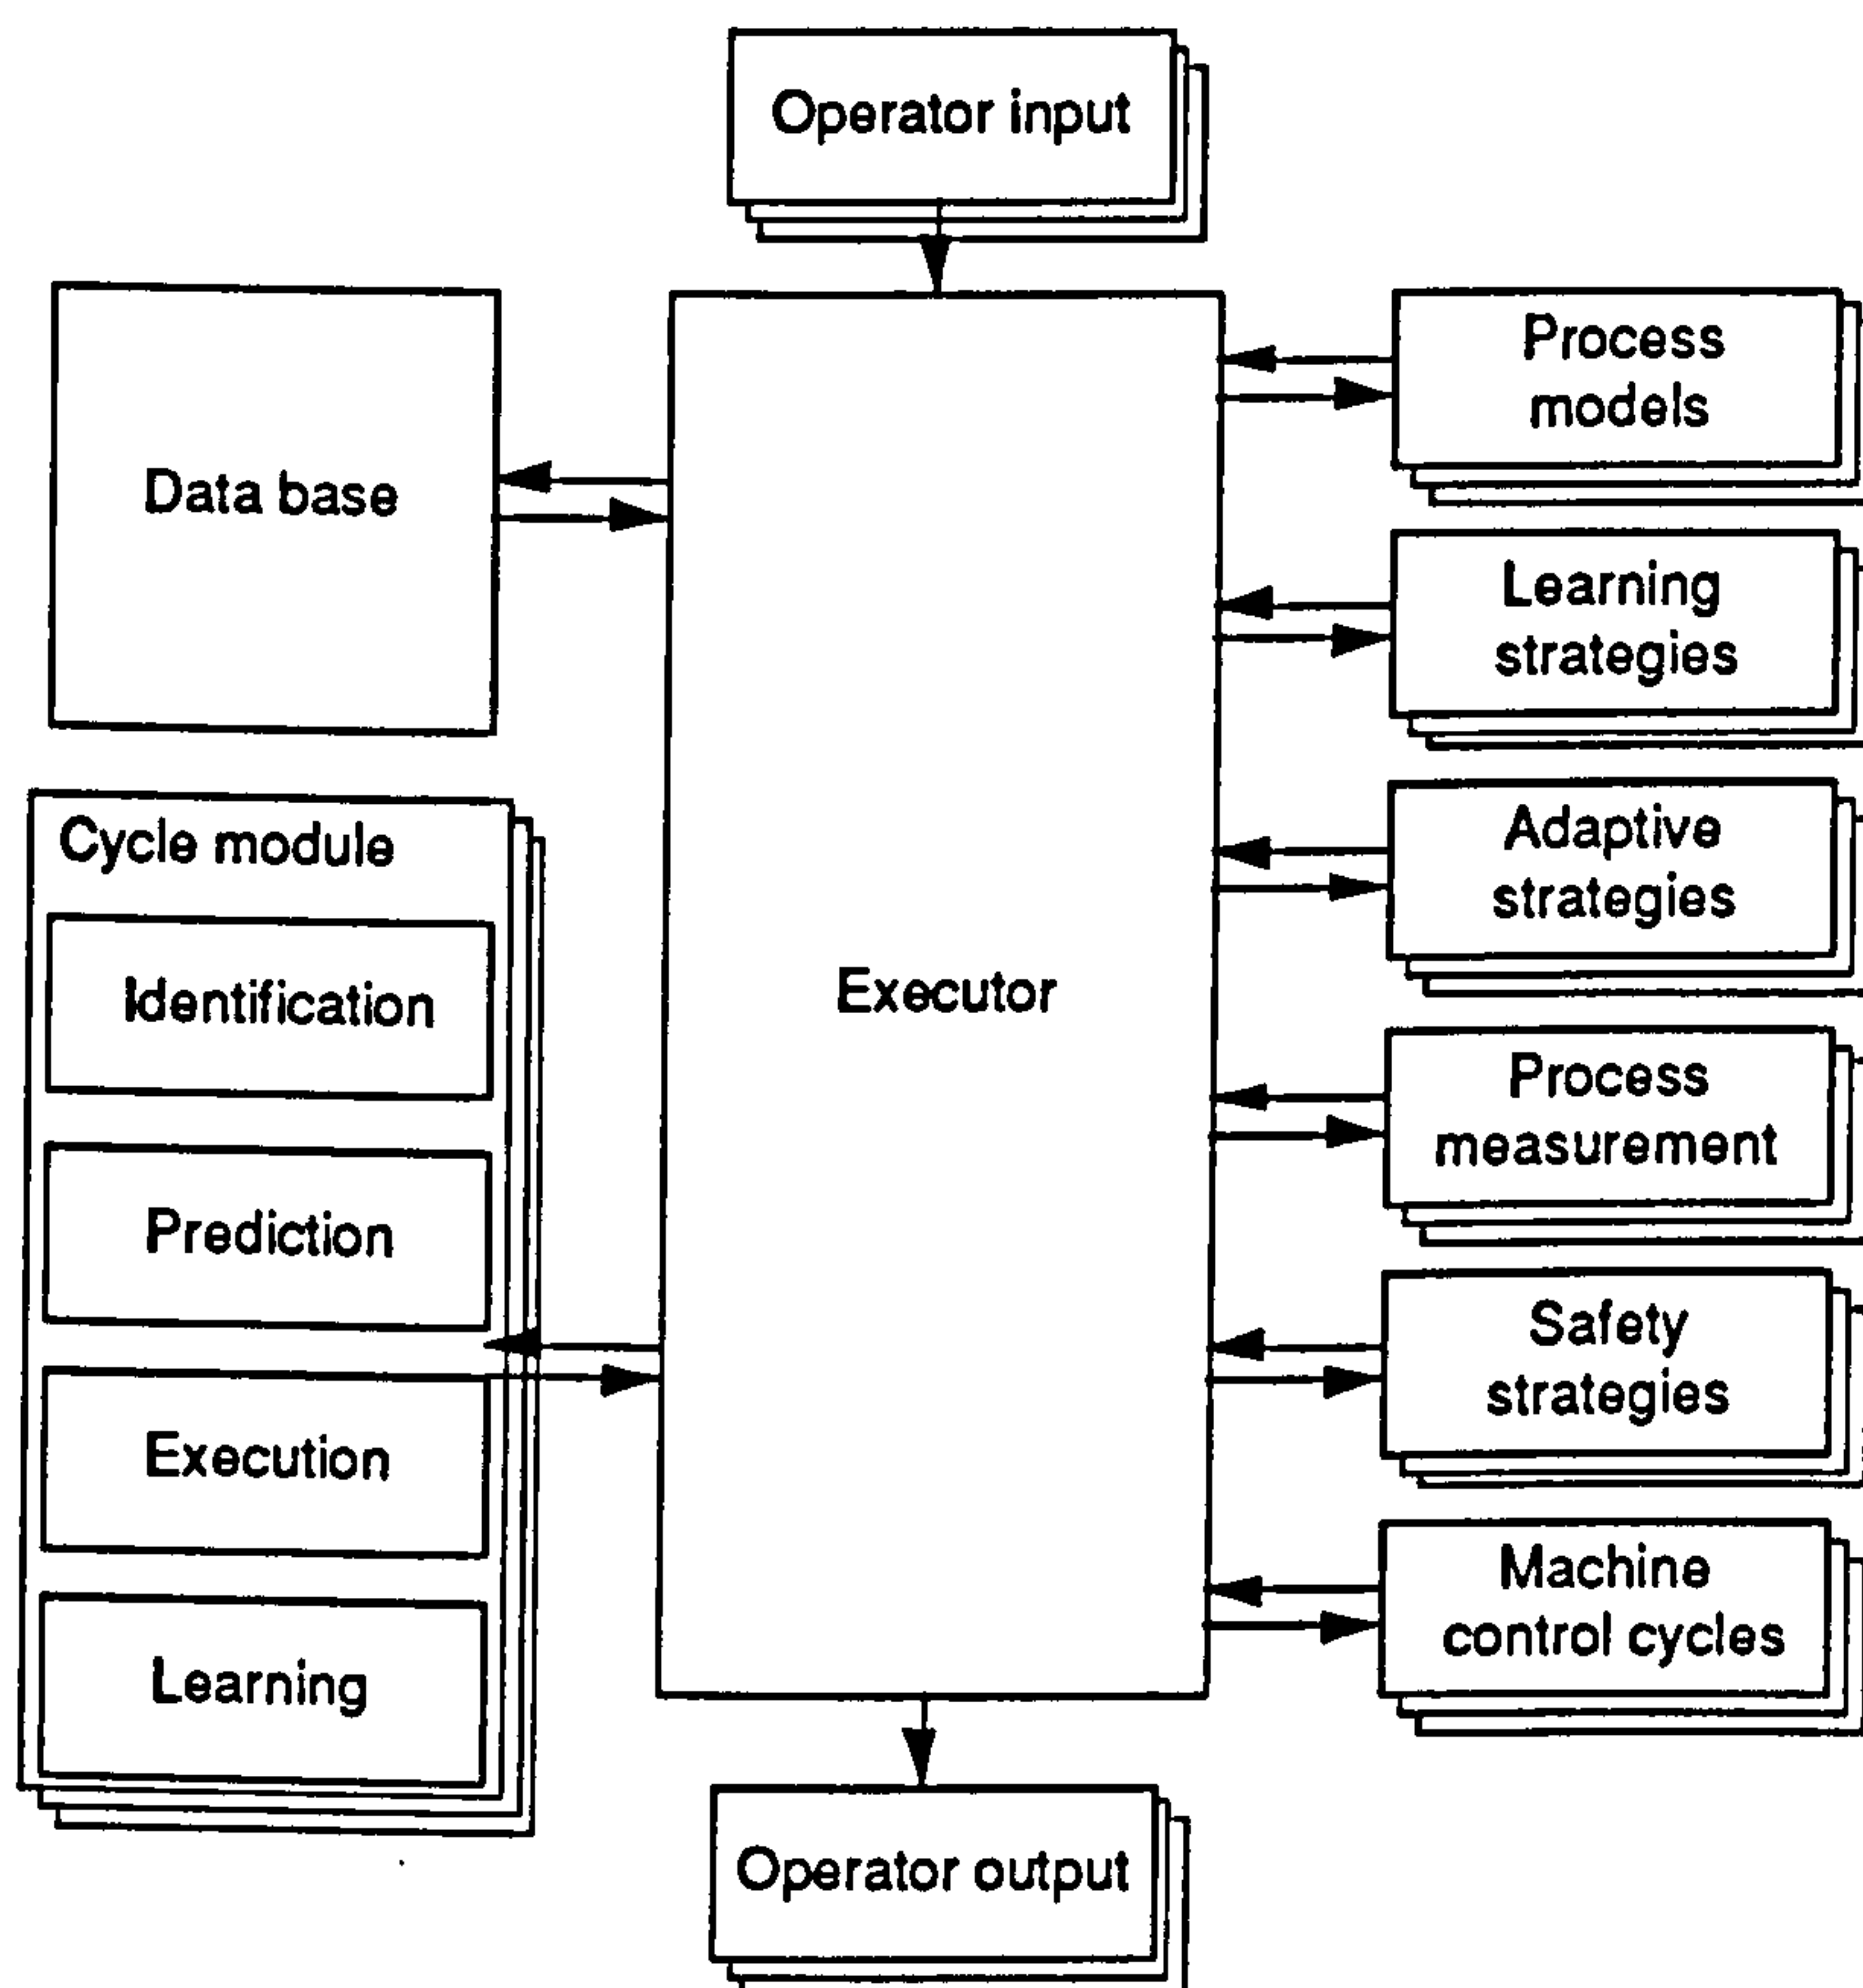 Operator input
Data base
Executor
Process
models
Learning
strategies
Adaptive
strategies
Process
measurement
Safety
strategies
Machine
control cycles
Cycle module
Identification
Prediction
Execution
Learning
Operator output